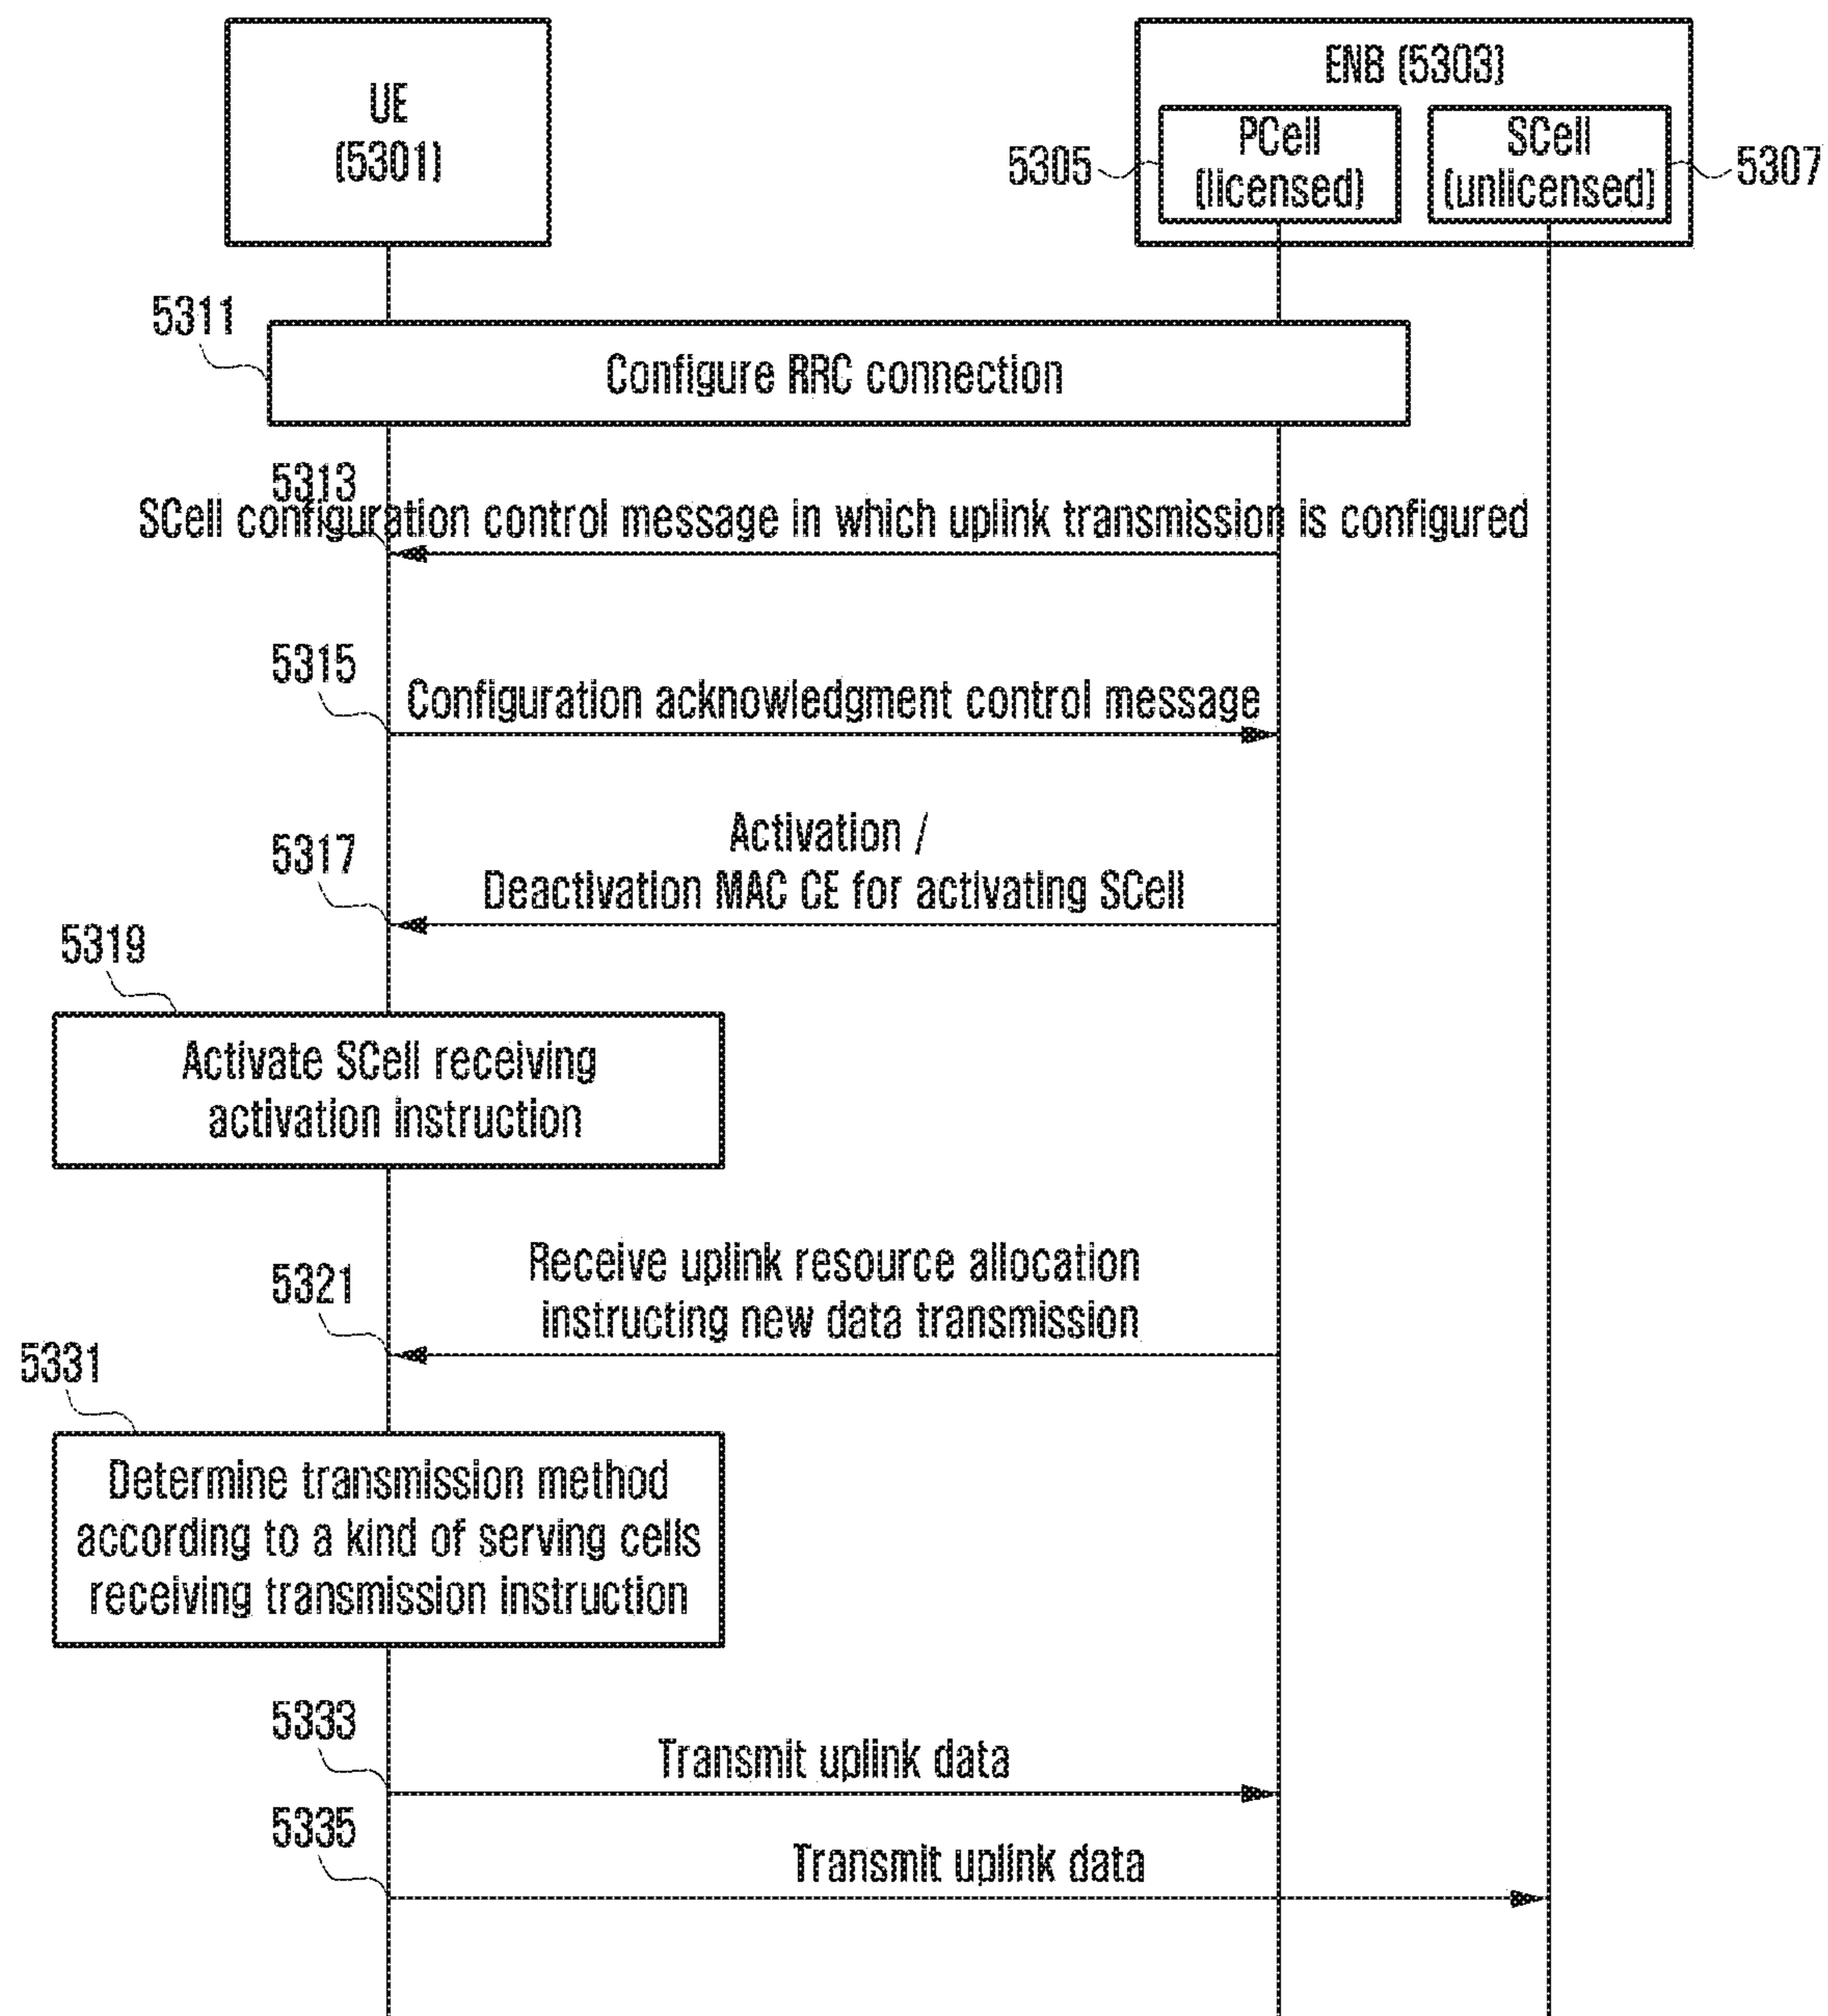 UE
(5301)
ENB (5303)
5305
PCell
(licensed)
SCell
(unlicensed)
5307
5311
Configure RRC connection
5313
SCell configuration control message in which uplink transmission is configured
5315
Configuration acknowledgment control message
5317
Activation /
Deactivation MAC CE for activating SCell
5319
Activate SCell receiving
activation instruction
5321
Receive uplink resource allocation
instructing new data transmission
5331
Determine transmission method
according to a kind of serving cells
receiving transmission instruction
5333
Transmit uplink data
5335
Transmit uplink data